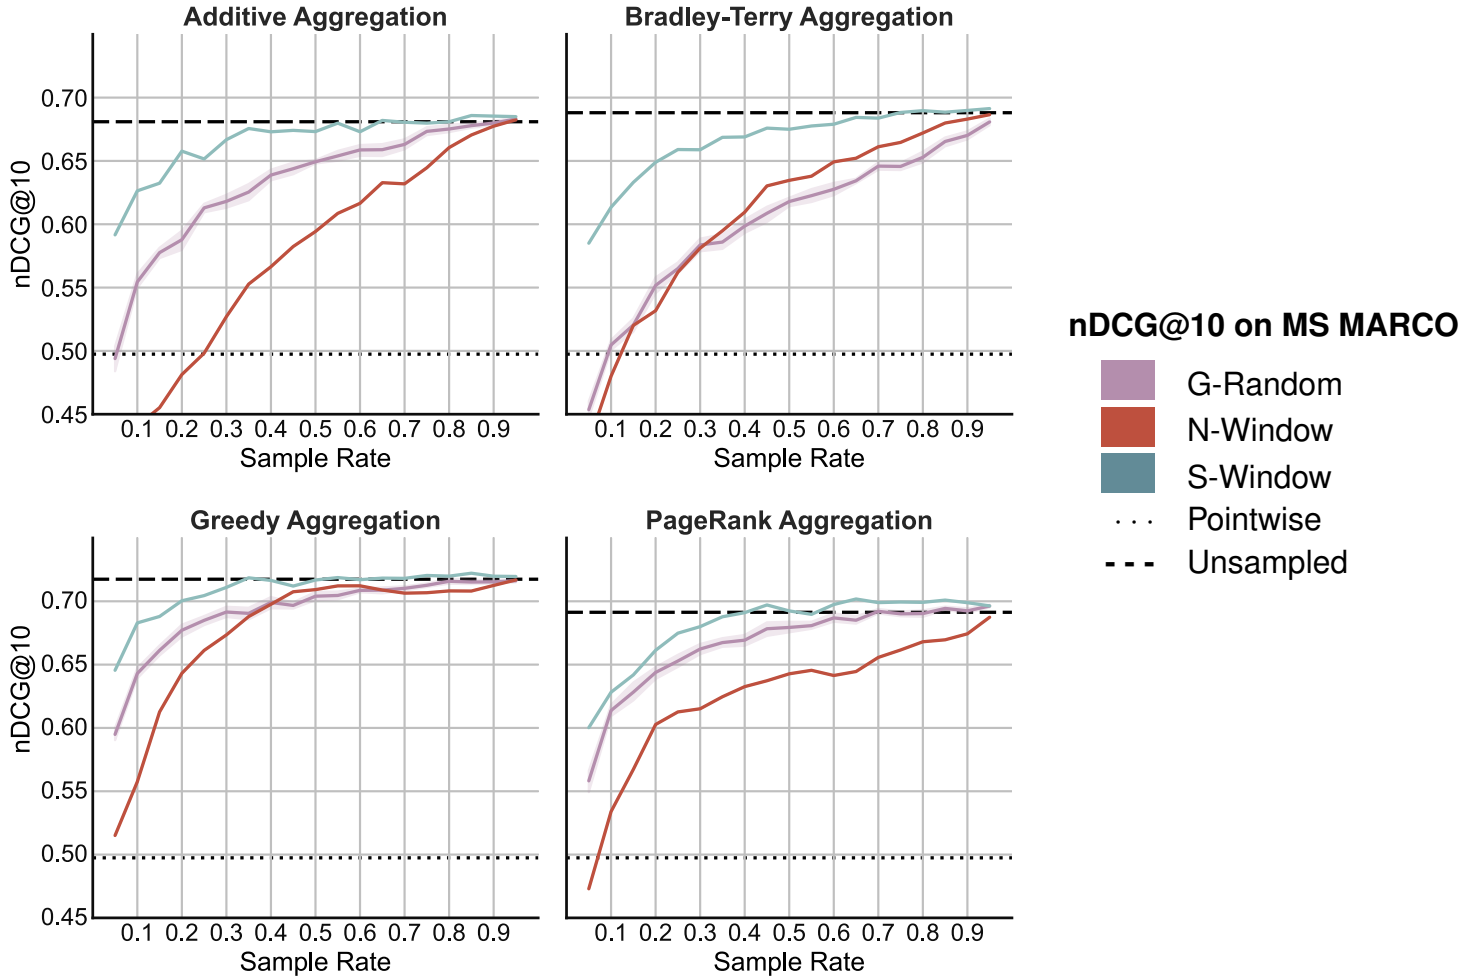 Additive Aggregation
nDCG@10
0.70
0.65
0.60
0.55
0.50
0.45
0.1 0.2 0.3 0.4 0.5 0.6 0.7 0.8 0.9
Sample Rate
Bradley-Terry Aggregation
0.1 0.2 0.3 0.4 0.5 0.6 0.7 0.8 0.9
Sample Rate
Greedy Aggregation
nDCG@10
0.70
0.65
0.60
0.55
0.50
0.45
0.1 0.2 0.3 0.4 0.5 0.6 0.7 0.8 0.9
Sample Rate
PageRank Aggregation
0.1 0.2 0.3 0.4 0.5 0.6 0.7 0.8 0.9
Sample Rate
nDCG@10 on MS MARCO
G-Random
N-Window
S-Window
Pointwise
Unsampled